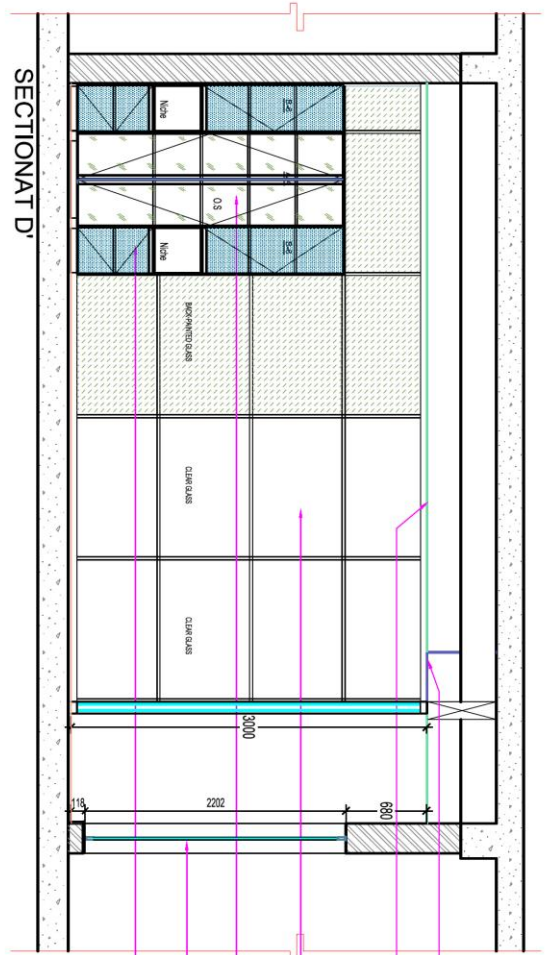 680
3000
2202
118
O.S
Niche
Niche
BACK-PAINTED GLASS
CLEAR GLASS
CLEAR GLASS
SECTIONAT D'